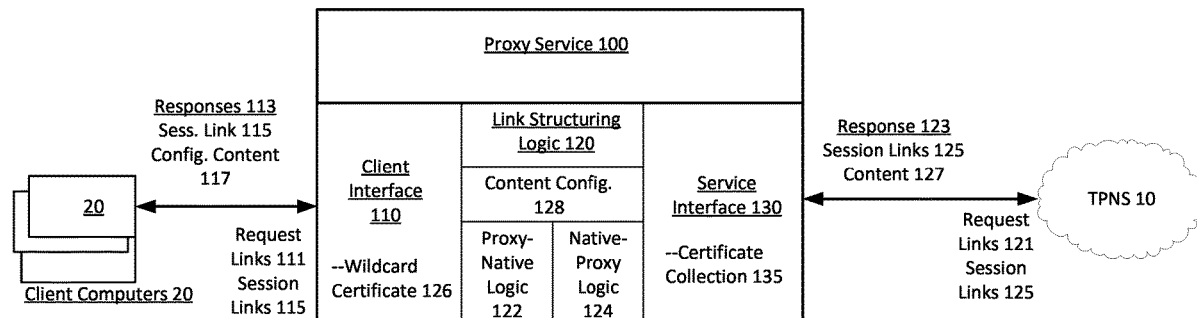 Proxy Service 100
Responses 113
Sess. Link 115
Config. Content
117
20
Request
Links 111
Session
Links 115
Client Computers 20
Client
Interface
110
--Wildcard
Certificate 126
Link Structuring
Logic 120
Content Config.
128
Proxy-
Native
Logic
122
Native-
Proxy
Logic
124
Service
Interface 130
--Certificate
Collection 135
Response 123
Session Links 125
Content 127
Request
Links 121
Session
Links 125
TPNS 10